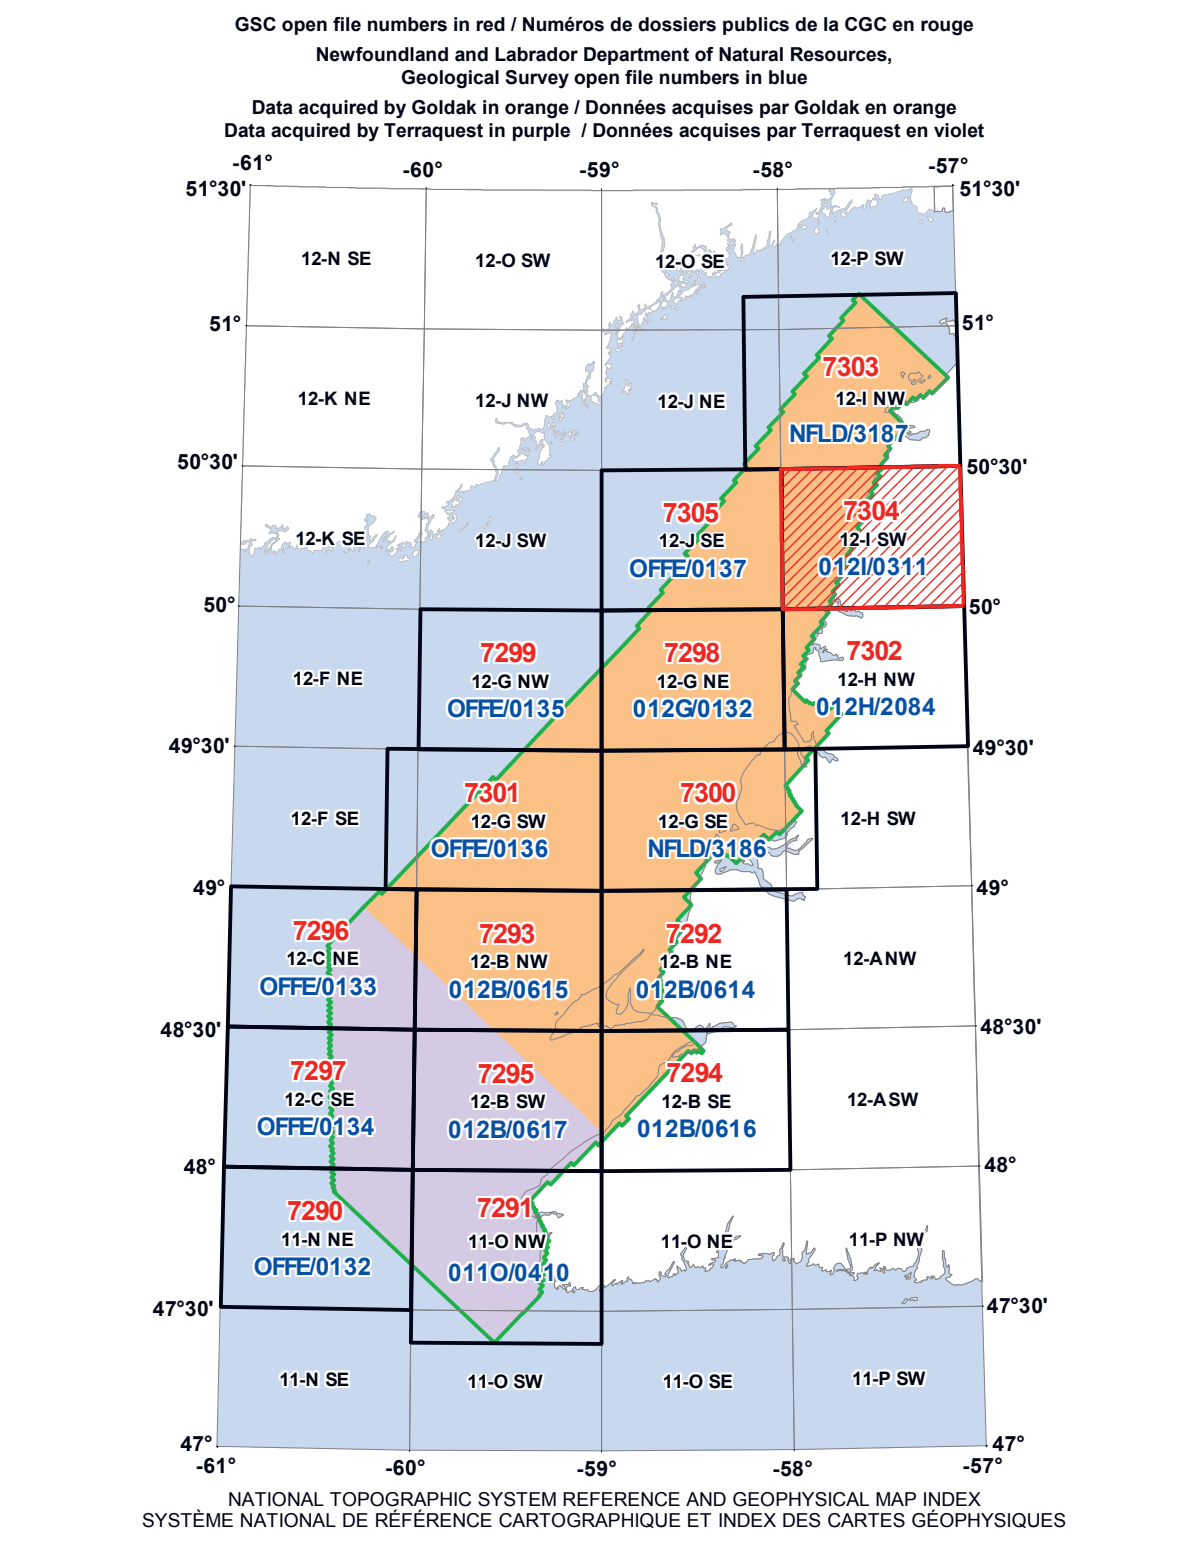 GSC open file numbers in red / Numéros de dossiers publics de la CGC en rouge
Newfoundland and Labrador Department of Natural Resources,
Geological Survey open file numbers in blue
Data acquired by Goldak in orange / Données acquises par Goldak en orange
Data acquired by Terraquest in purple / Données acquises par Terraquest en violet
-61° -60° -59° -58° -57°
51°30' 51°30'
12-N SE 12-O SW 12-O SE 12-P SW
51° 51°
7303
12-K NE 12-J NW 12-J NE 12-I NW
NFLD/3187
50°30' 50°30'
7305 7304
12-K SE 12-J SW 12-J SE 12-I SW
OFFE/0137 012I/0311
50° 50°
7299 7298 7302
12-F NE 12-G NW 12-G NE 12-H NW
OFFE/0135 012G/0132 012H/2084
49°30' 49°30'
7301 7300
12-F SE 12-G SW 12-G SE 12-H SW
OFFE/0136 NFLD/3186
49° 49°
7296 7293 7292
12-C NE 12-B NW 12-B NE 12-A NW
OFFE/0133 012B/0615 012B/0614
48°30' 48°30'
7297 7295 7294
12-C SE 12-B SW 12-B SE 12-A SW
OFFE/0134 012B/0617 012B/0616
48° 48°
7290 7291
11-N NE 11-O NW 11-O NE 11-P NW
OFFE/0132 011O/0410
47°30' 47°30'
11-N SE 11-O SW 11-O SE 11-P SW
47° 47°
-61° -60° -59° -58° -57°
NATIONAL TOPOGRAPHIC SYSTEM REFERENCE AND GEOPHYSICAL MAP INDEX
SYSTÈME NATIONAL DE RÉFÉRENCE CARTOGRAPHIQUE ET INDEX DES CARTES GÉOPHYSIQUES